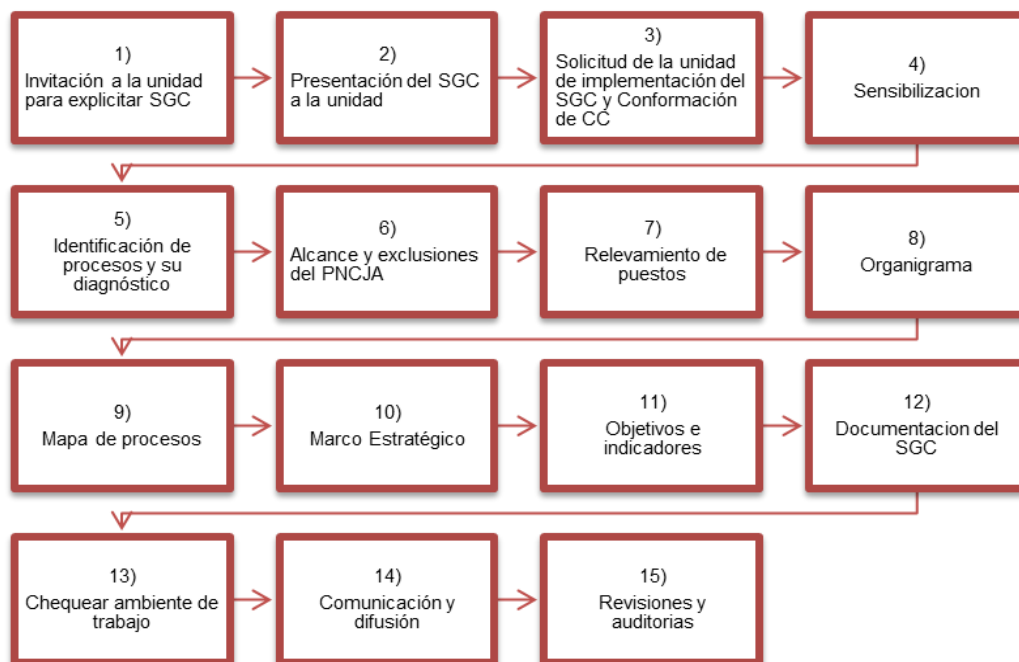 1)
Invitación a la unidad
para explicitar SGC
2)
Presentación del SGC
a la unidad
3)
Solicitud de la unidad
de implementación del
SGC y Conformación
de CC
4)
Sensibilizacion
5)
Identificación de
procesos y su
diagnóstico
6)
Alcance y exclusiones
del PNCJA
7)
Relevamiento de
puestos
8)
Organigrama
9)
Mapa de procesos
10)
Marco Estratégico
11)
Objetivos e
indicadores
12)
Documentacion del
SGC
13)
Chequear ambiente de
trabajo
14)
Comunicación y
difusión
15)
Revisiones y
auditorias